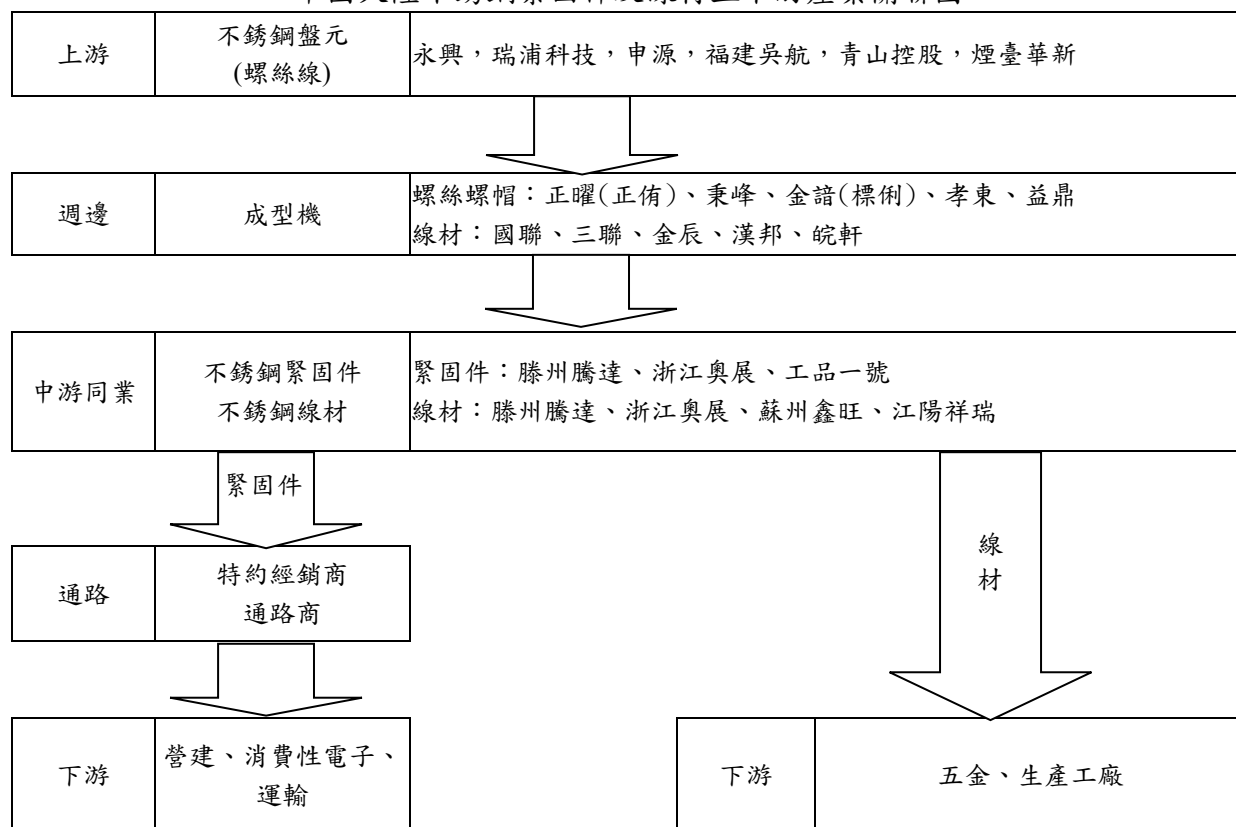 上游
不銹鋼盤元
(螺絲線)
永興，瑞浦科技，申源，福建吳航，青山控股，煙臺華新
週邊
成型機
螺絲螺帽：正曜(正侑)、秉峰、金諳(標俐)、孝東、益鼎
線材：國聯、三聯、金辰、漢邦、皖軒
中游同業
不銹鋼緊固件
不銹鋼線材
緊固件：滕州騰達、浙江奧展、工品一號
線材：滕州騰達、浙江奧展、蘇州鑫旺、江陽祥瑞
緊固件
線
材
通路
特約經銷商
通路商
下游
營建、消費性電子、
運輸
下游
五金、生產工廠